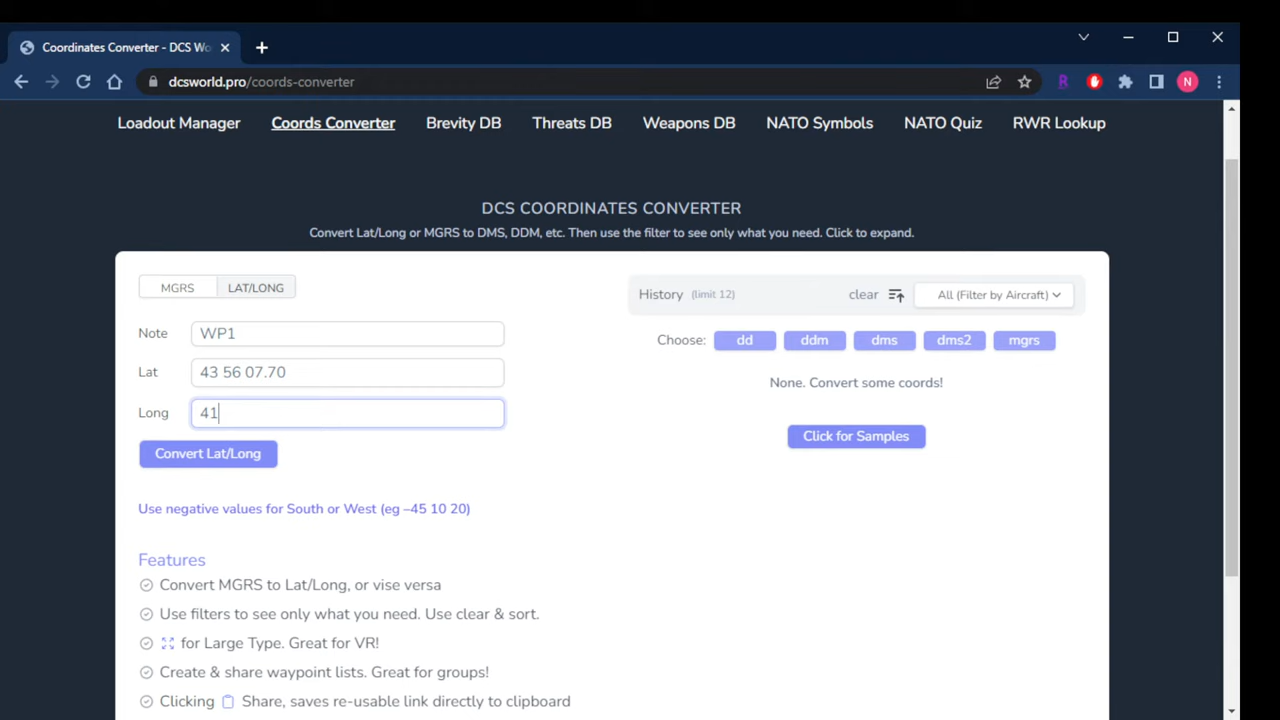 Coordinates Converter - DCS Wo
dcsworld.pro/coords-converter
N
Loadout Manager Coords Converter Brevity DB Threats DB Weapons DB NATO Symbols NATO Quiz RWR Lookup
DCS COORDINATES CONVERTER
Convert Lat/Long or MGRS to DMS, DDM, etc. Then use the filter to see only what you need. Click to expand.
MGRS LAT/LONG
Note WP1
Lat 43 56 07.70
Long 41
Convert Lat/Long
Use negative values for South or West (eg –45 10 20)
Features
Convert MGRS to Lat/Long, or vise versa
Use filters to see only what you need. Use clear & sort.
for Large Type. Great for VR!
Create & share waypoint lists. Great for groups!
Clicking Share, saves re-usable link directly to clipboard
History (limit 12) clear All (Filter by Aircraft)
Choose: dd ddm dms dms2 mgrs
None. Convert some coords!
Click for Samples